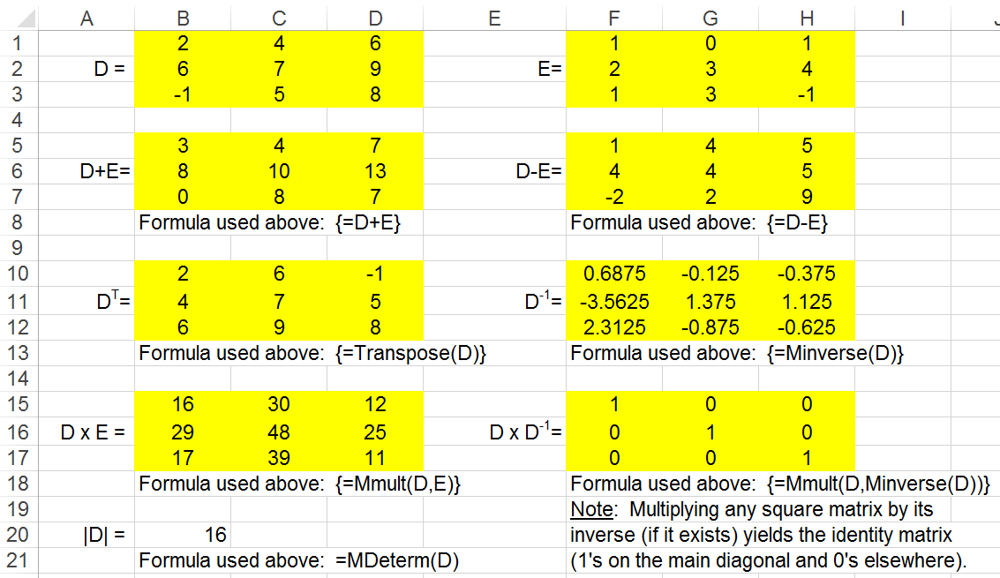 A B C D E F G H I
1 2 4 6 1 0 1
2 D = 6 7 9 E= 2 3 4
3 -1 5 8 1 3 -1
4
5 3 4 7 1 4 5
6 D+E= 8 10 13 D-E= 4 4 5
7 0 8 7 -2 2 9
8 Formula used above: {=D+E} Formula used above: {=D-E}
9
10 2 6 -1 0.6875 -0.125 -0.375
11 Dᵀ= 4 7 5 D⁻¹= -3.5625 1.375 1.125
12 6 9 8 2.3125 -0.875 -0.625
13 Formula used above: {=Transpose(D)} Formula used above: {=Minverse(D)}
14
15 16 30 12 1 0 0
16 D x E = 29 48 25 D x D⁻¹= 0 1 0
17 17 39 11 0 0 1
18 Formula used above: {=Mmult(D,E)} Formula used above: {=Mmult(D,Minverse(D))}
19 Note: Multiplying any square matrix by its
20 |D| = 16 inverse (if it exists) yields the identity matrix
21 Formula used above: =MDeterm(D) (1's on the main diagonal and 0's elsewhere).